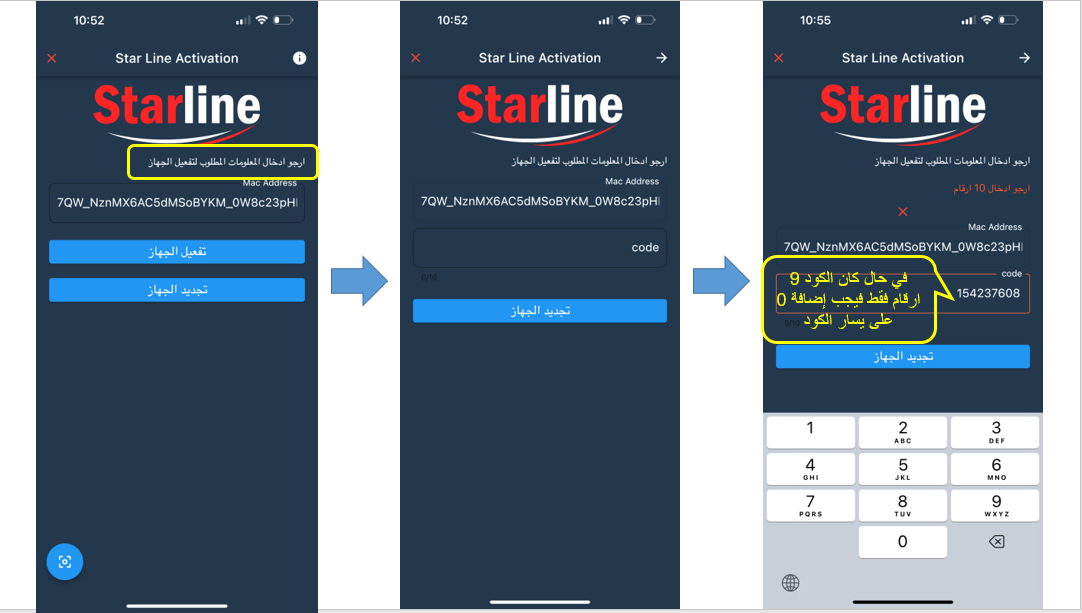 10:52
Star Line Activation
Starline
ارجو ادخال المعلومات المطلوب لتفعيل الجهاز
Mac Address
7QW_NznMX6AC5dMSoBYKM_0W8c23pH
تفعيل الجهاز
تجديد الجهاز
10:52
Star Line Activation
Starline
ارجو ادخال المعلومات المطلوب لتفعيل الجهاز
Mac Address
7QW_NznMX6AC5dMSoBYKM_0W8c23pH
code
0/10
تجديد الجهاز
10:55
Star Line Activation
Starline
ارجو ادخال المعلومات المطلوب لتفعيل الجهاز
ارجو ادخال 10 ارقام
Mac Address
7QW_NznMX6AC5dMSoBYKM_0W8c23pH
code
154237608
في حال كان الكود 9
ارقام فقط فيجب إضافة 0
على يسار الكود
9/10
تجديد الجهاز
1
2 ABC
3 DEF
4 GHI
5 JKL
6 MNO
7 PQRS
8 TUV
9 WXYZ
0